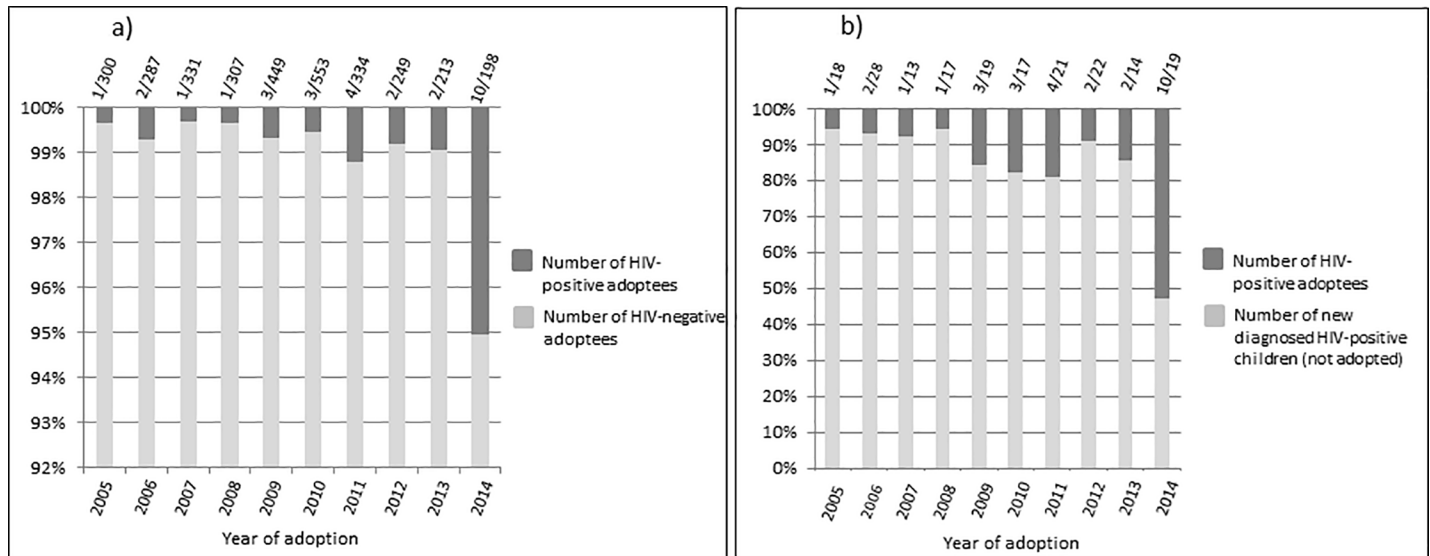 a)
1/300 2/287 1/331 1/307 3/449 3/553 4/334 2/249 2/213 10/198
100%
99%
98%
97%
96%
95%
94%
93%
92%
2005 2006 2007 2008 2009 2010 2011 2012 2013 2014
Year of adoption
Number of HIV-
positive adoptees
Number of HIV-negative
adoptees
b)
1/18 2/28 1/13 1/17 3/19 3/17 4/21 2/22 2/14 10/19
100%
90%
80%
70%
60%
50%
40%
30%
20%
10%
0%
2005 2006 2007 2008 2009 2010 2011 2012 2013 2014
Year of adoption
Number of HIV-
positive adoptees
Number of new
diagnosed HIV-positive
children (not adopted)